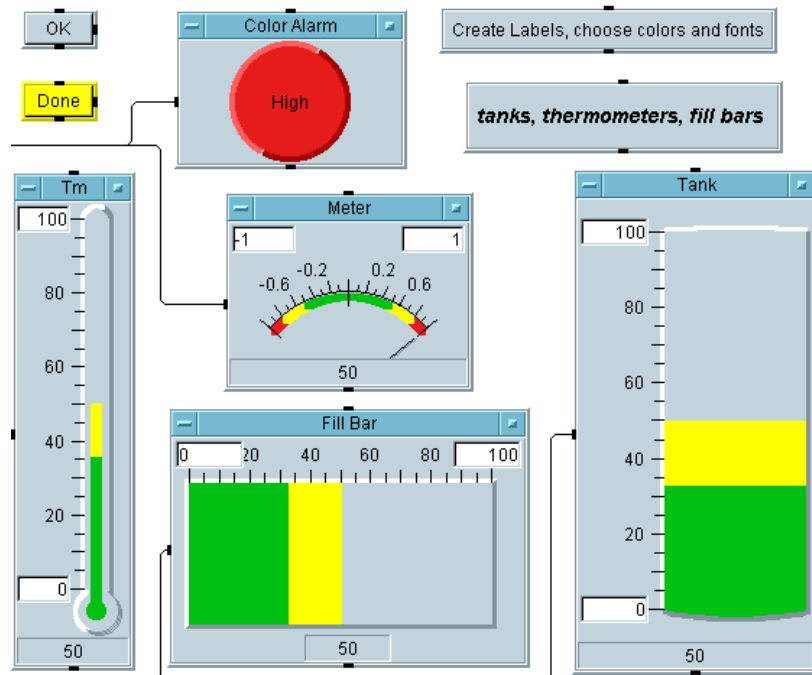 OK
Color Alarm
Create Labels, choose colors and fonts
Done
High
tanks, thermometers, fill bars
Tm
100
80
60
40
20
0
50
Meter
-1
1
-0.6
-0.2
0.2
0.6
50
Fill Bar
0
20
40
60
80
100
50
Tank
100
80
60
40
20
0
50